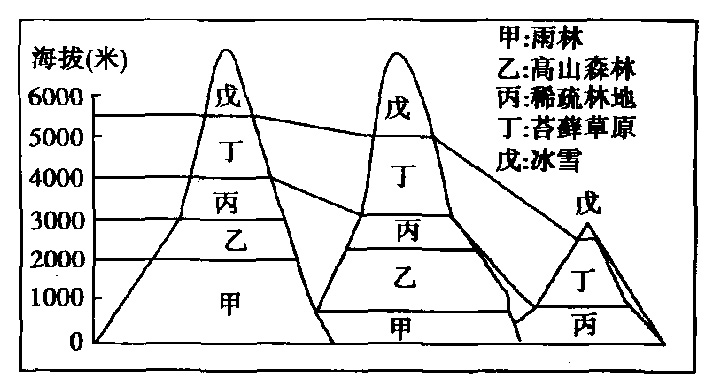 海拔(米)
6000
5000
4000
3000
2000
1000
0
戊
丁
丙
乙
甲
戊
丁
丙
乙
甲
戊
丁
丙
甲:雨林
乙:高山森林
丙:稀疏林地
丁:苔藓草原
戊:冰雪